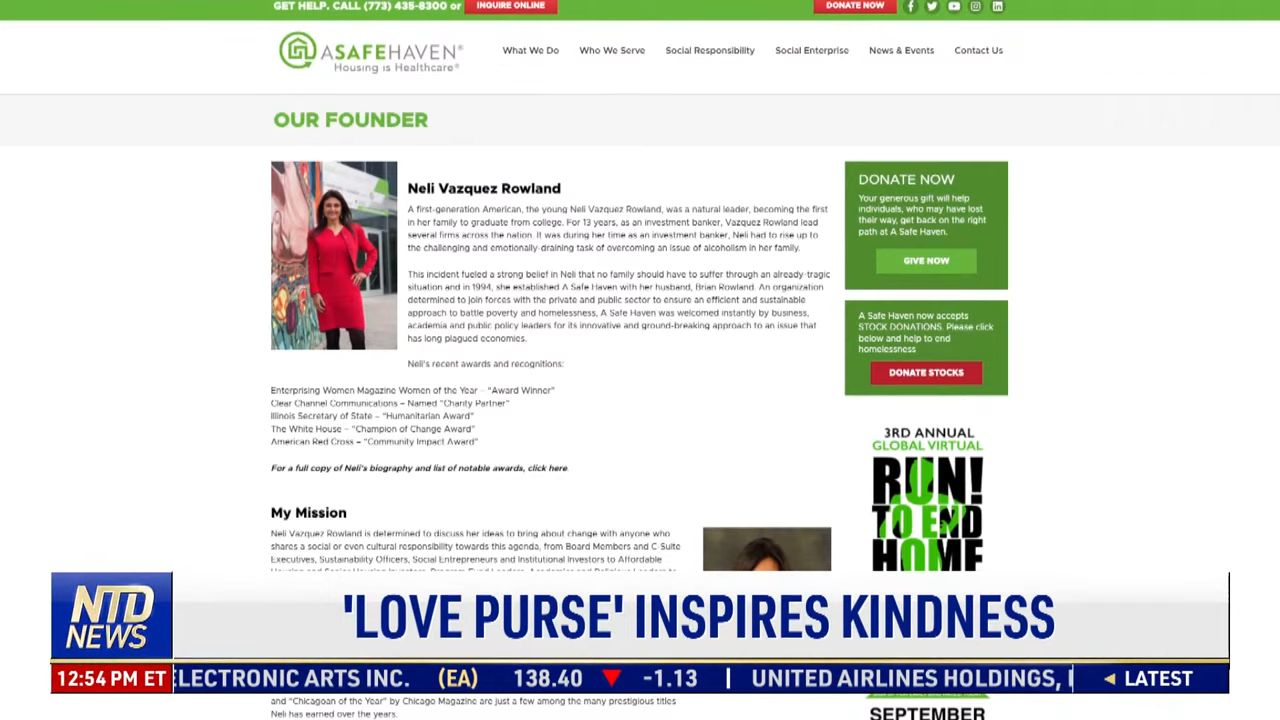 GET HELP. CALL (773) 435-8300 or
INQUIRE ONLINE
DONATE NOW
ASAFEHAVEN®
Housing is Healthcare®
What We Do
Who We Serve
Social Responsibility
Social Enterprise
News & Events
Contact Us
OUR FOUNDER
Neli Vazquez Rowland
A first-generation American, the young Neli Vazquez Rowland, was a natural leader, becoming the first
in her family to graduate from college. For 13 years, as an investment banker, Vazquez Rowland lead
several firms across the nation. It was during her time as an investment banker, Neli had to rise up to
the challenging and emotionally-draining task of overcoming an issue of alcoholism in her family.
This incident fueled a strong belief in Neli that no family should have to suffer through an already-tragic
situation and in 1994, she established A Safe Haven with her husband, Brian Rowland. An organization
determined to join forces with the private and public sector to ensure an efficient and sustainable
approach to battle poverty and homelessness, A Safe Haven was welcomed instantly by business,
academia and public policy leaders for its innovative and ground-breaking approach to an issue that
has long plagued economies.
Neli's recent awards and recognitions:
Enterprising Women Magazine Women of the Year – "Award Winner"
Clear Channel Communications – Named "Charity Partner"
Illinois Secretary of State – "Humanitarian Award"
The White House – "Champion of Change Award"
American Red Cross – "Community Impact Award"
For a full copy of Neli's biography and list of notable awards, click here.
My Mission
Neli Vazquez Rowland is determined to discuss her ideas to bring about change with anyone who
shares a social or even cultural responsibility towards this agenda, from Board Members and C-Suite
Executives, Sustainability Officers, Social Entrepreneurs and Institutional Investors to Affordable
DONATE NOW
Your generous gift will help
individuals, who may have lost
their way, get back on the right
path at A Safe Haven.
GIVE NOW
A Safe Haven now accepts
STOCK DONATIONS. Please click
below and help to end
homelessness
DONATE STOCKS
3RD ANNUAL
GLOBAL VIRTUAL
RUN!
TO END
HOME
NTD
NEWS
'LOVE PURSE' INSPIRES KINDNESS
12:54 PM ET
ELECTRONIC ARTS INC. (EA) 138.40 -1.13 | UNITED AIRLINES HOLDINGS,
LATEST
and "Chicagoan of the Year" by Chicago Magazine are just a few among the many prestigious titles
Neli has earned over the years.
SEPTEMBER